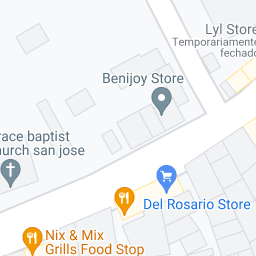 Lyl Store
Temporariamente
fechado
Benijoy Store
race baptist
hurch san jose
Del Rosario Store
Nix & Mix
Grills Food Stop